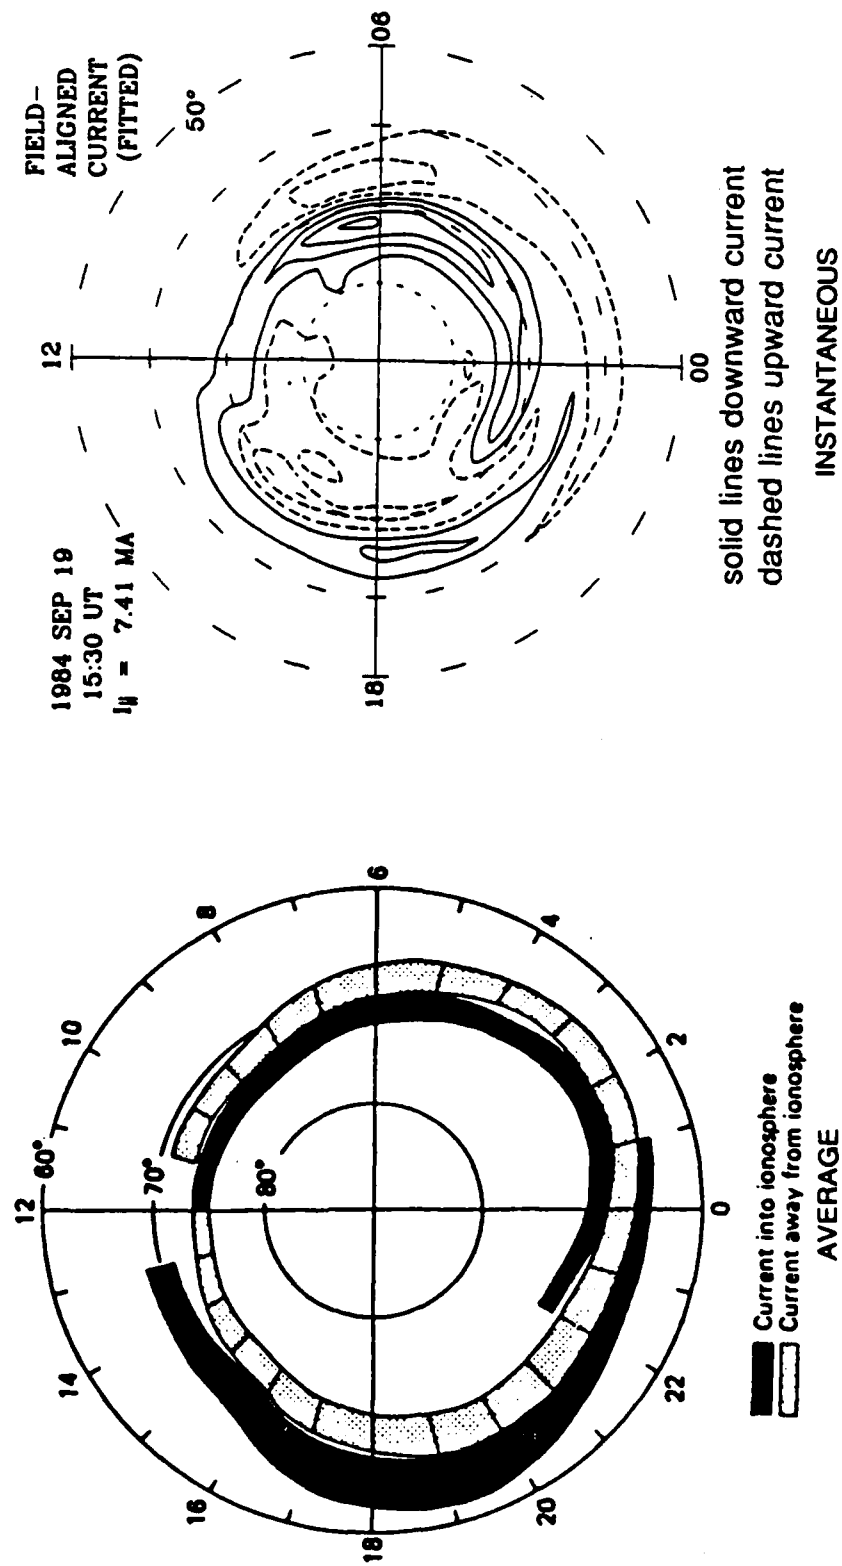 12
60°
10
8
6
4
2
0
22
20
18
16
14
70°
80°
Current into ionosphere
Current away from ionosphere
AVERAGE
1984 SEP 19
15:30 UT
I∥ = 7.41 MA
FIELD-
ALIGNED
CURRENT
(FITTED)
50°
12
06
00
18
solid lines downward current
dashed lines upward current
INSTANTANEOUS